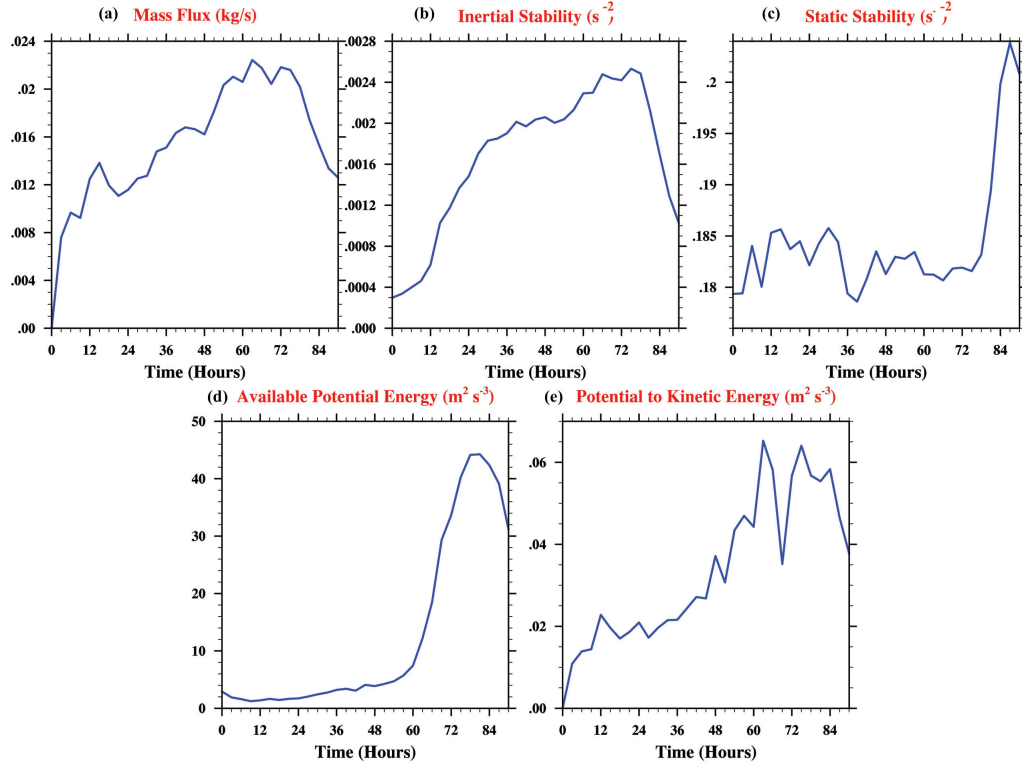 (a) Mass Flux (kg/s)
.024
.02
.016
.012
.008
.004
.00
0 12 24 36 48 60 72 84
Time (Hours)
(b) Inertial Stability (s⁻²)
.0028
.0024
.002
.0016
.0012
.0008
.0004
.000
0 12 24 36 48 60 72 84
Time (Hours)
(c) Static Stability (s⁻²)
.2
.195
.19
.185
.18
0 12 24 36 48 60 72 84
Time (Hours)
(d) Available Potential Energy (m² s⁻³)
50
40
30
20
10
0
0 12 24 36 48 60 72 84
Time (Hours)
(e) Potential to Kinetic Energy (m² s⁻³)
.06
.04
.02
.00
0 12 24 36 48 60 72 84
Time (Hours)